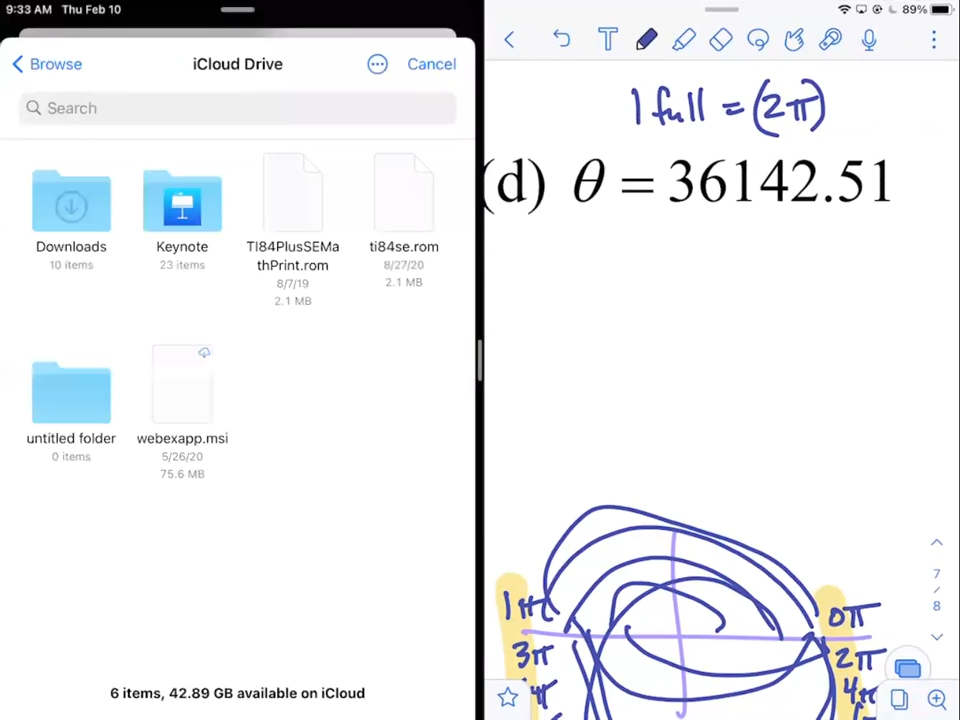 9:33 AM Thu Feb 10
89%
Browse
iCloud Drive
Cancel
Search
Downloads
10 items
Keynote
23 items
TI84PlusSEMa
thPrint.rom
8/7/19
2.1 MB
ti84se.rom
8/27/20
2.1 MB
untitled folder
0 items
webexapp.msi
5/26/20
75.6 MB
6 items, 42.89 GB available on iCloud
T
1 full = (2π)
(d) θ = 36142.51
7
/
8
1π
0π
3π
2π
4π